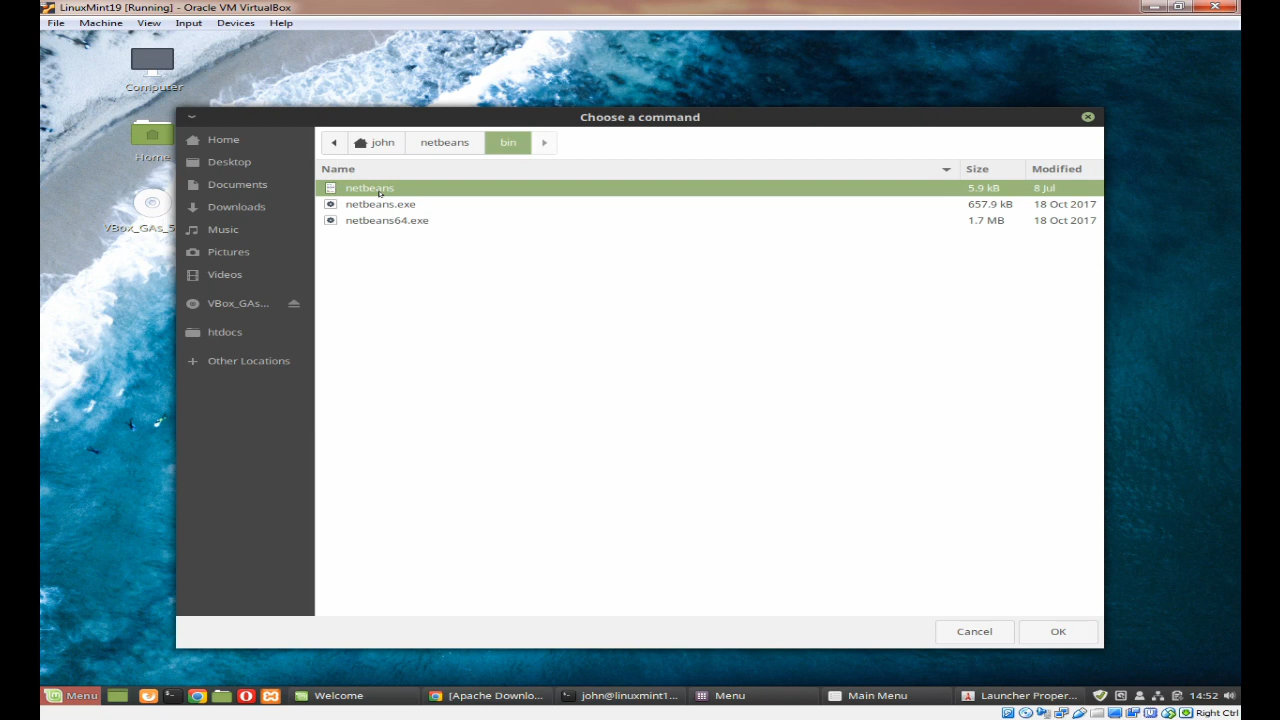 LinuxMint19 [Running] - Oracle VM VirtualBox
File Machine View Input Devices Help
Computer
Home
VBox_GAs_5
Choose a command
Home
Desktop
Documents
Downloads
Music
Pictures
Videos
VBox_GAs...
htdocs
Other Locations
john netbeans bin
Name Size Modified
netbeans 5.9 kB 8 Jul
netbeans.exe 657.9 kB 18 Oct 2017
netbeans64.exe 1.7 MB 18 Oct 2017
Cancel OK
Menu Welcome [Apache Downlo... john@linuxmint1... Menu Main Menu Launcher Proper... 14:52
Right Ctrl